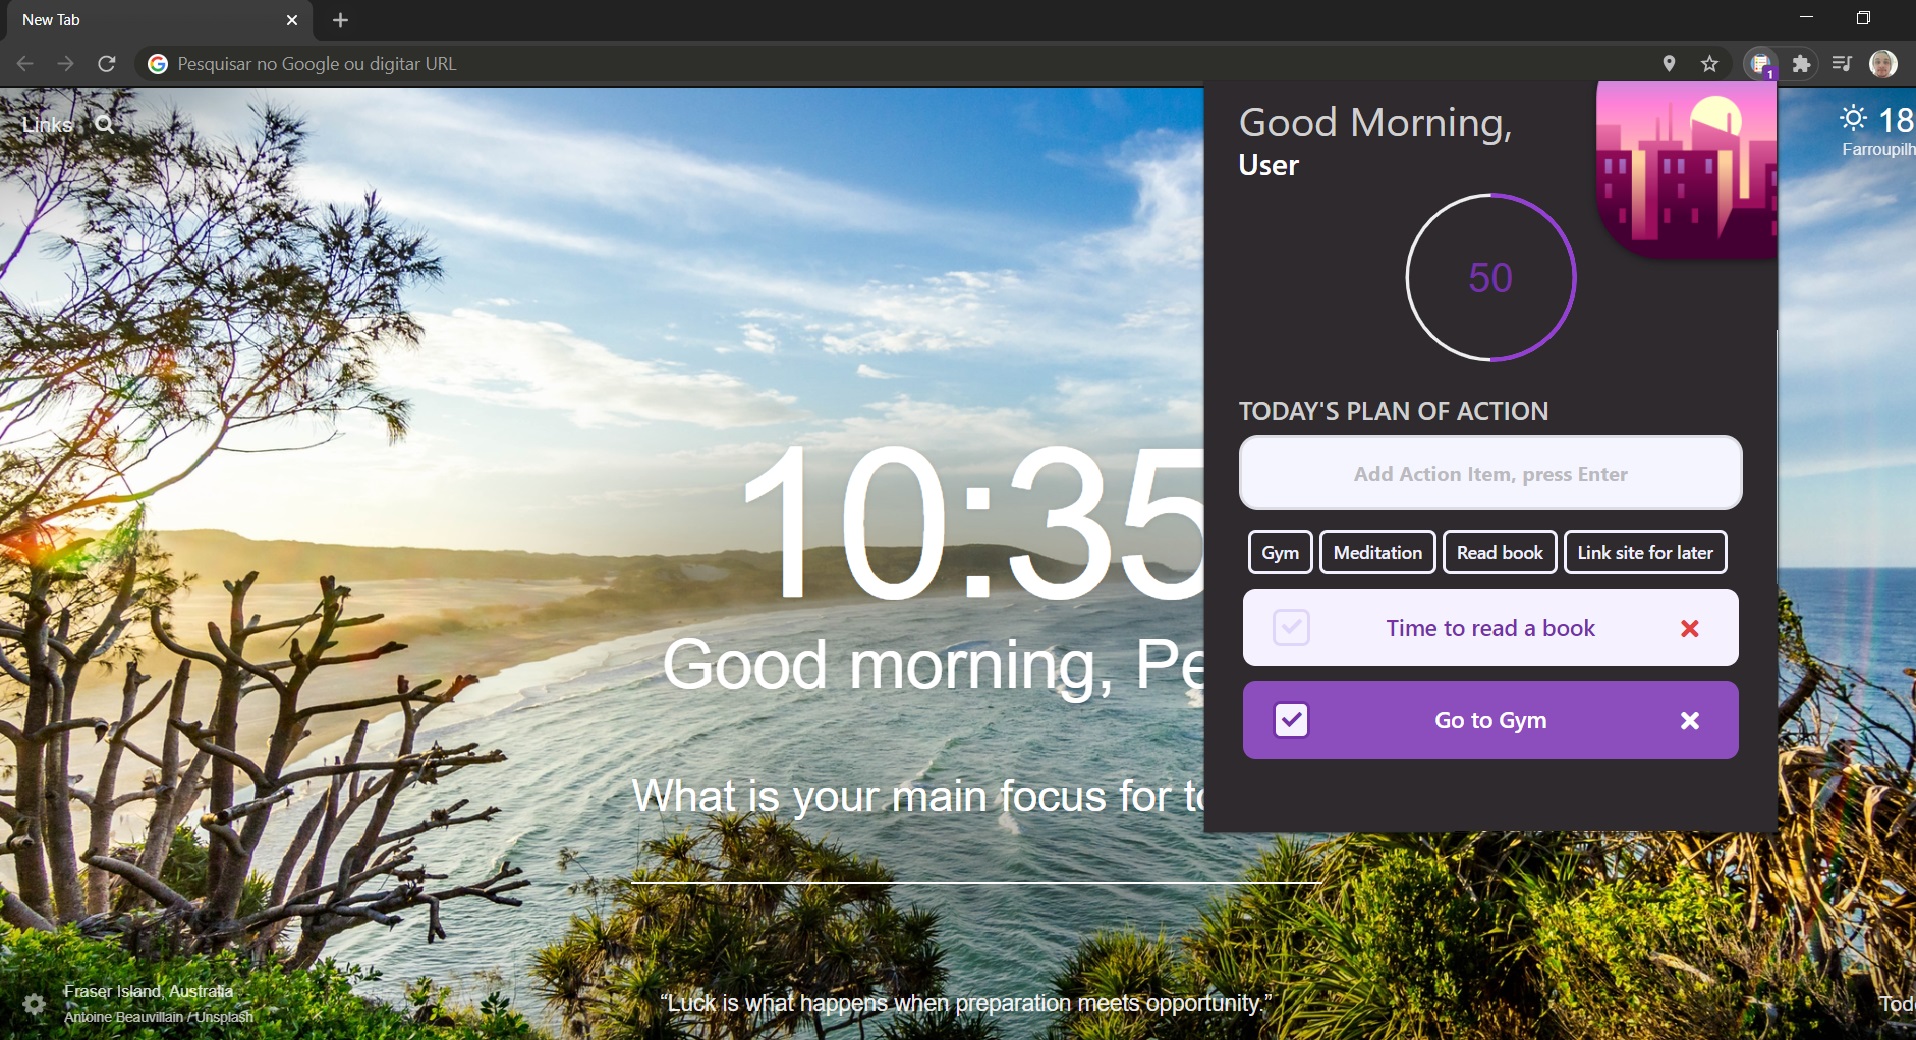 New Tab
Pesquisar no Google ou digitar URL
1
Links
18
Farroupilh
Good Morning,
User
50
TODAY'S PLAN OF ACTION
Add Action Item, press Enter
Gym
Meditation
Read book
Link site for later
Time to read a book
Go to Gym
10:35
Good morning, Pe
What is your main focus for to
Fraser Island, Australia
Antoine Beauvillain / Unsplash
“Luck is what happens when preparation meets opportunity.”
Tod